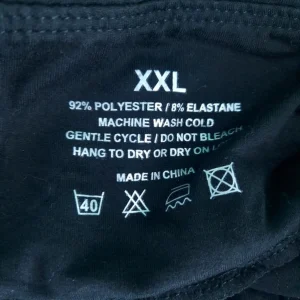 XXL
92% POLYESTER / 8% ELASTANE
MACHINE WASH COLD
GENTLE CYCLE / DO NOT BLEACH
HANG TO DRY OR DRY ON
MADE IN CHINA
40